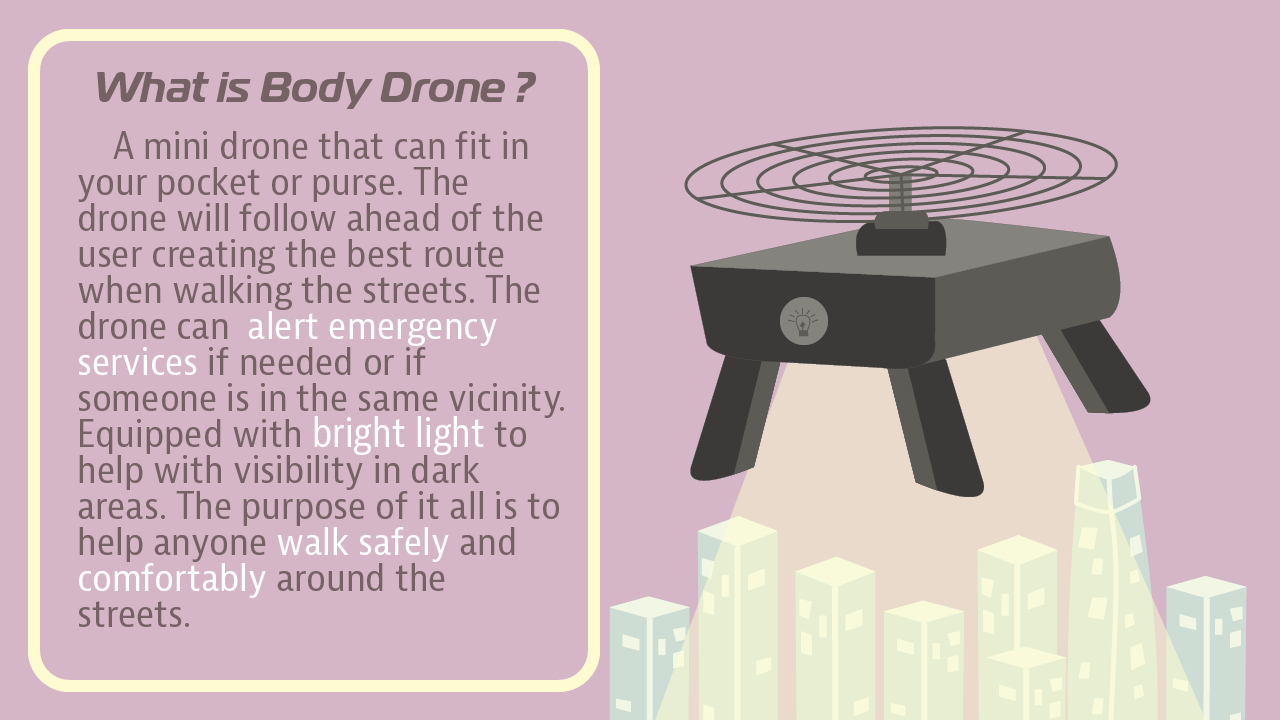 What is Body Drone ?
A mini drone that can fit in
your pocket or purse. The
drone will follow ahead of the
user creating the best route
when walking the streets. The
drone can  alert emergency
services if needed or if
someone is in the same vicinity.
Equipped with bright light to
help with visibility in dark
areas. The purpose of it all is to
help anyone walk safely and
comfortably around the
streets.